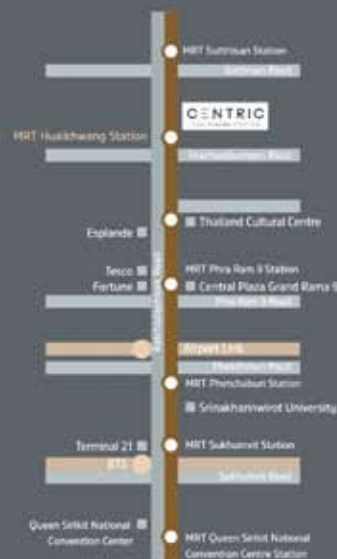 MRT Sutthisan Station
Sutthisan Road
CENTRIC
MRT Huaikhwang Station
Thailand Cultural Centre
Esplande
Ratchadaphisek Road
Tesco
MRT Phra Ram 9 Station
Fortune
Central Plaza Grand Rama 9
Phra Ram 9 Road
Airport Link
Phetchaburi Road
MRT Phetchaburi Station
Srinakharinwirot University
Terminal 21
MRT Sukhumvit Station
BTS
Sukhumvit Road
Queen Sirikit National
Convention Center
MRT Queen Sirikit National
Convention Centre Station